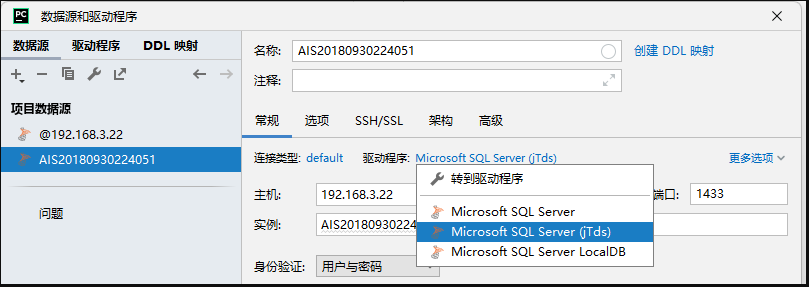 PC 数据源和驱动程序
数据源 驱动程序 DDL 映射
名称: AIS20180930224051 创建 DDL 映射
注释:
项目数据源
@192.168.3.22
AIS20180930224051
问题
常规 选项 SSH/SSL 架构 高级
连接类型: default 驱动程序: Microsoft SQL Server (jTds) 更多选项
转到驱动程序
主机: 192.168.3.22 端口: 1433
Microsoft SQL Server
实例: AIS20180930224
Microsoft SQL Server (jTds)
Microsoft SQL Server LocalDB
身份验证: 用户与密码